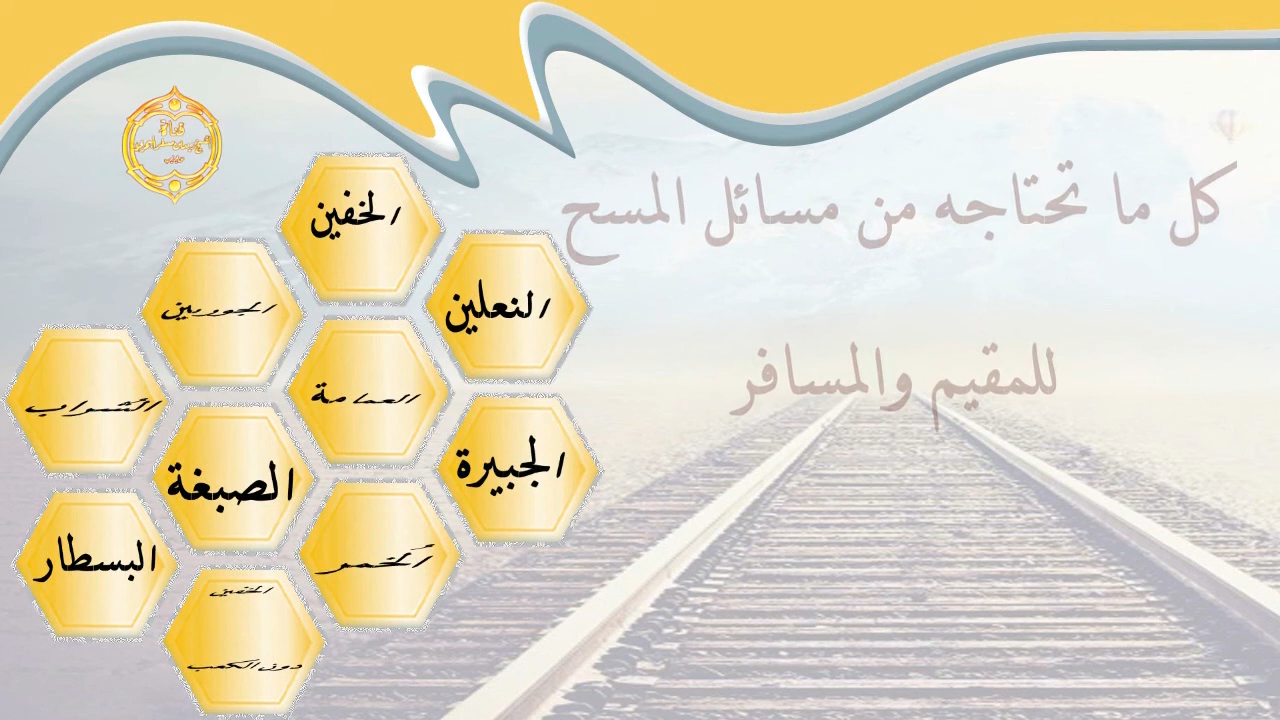 كل ما تحتاجه من مسائل المسح
للمقيم والمسافر
الخفين
النعلين
الجوربين
العمامة
الشراب
الجبيرة
الصبغة
الخمر
البسطار
الخفين
دون الكعب
قناة